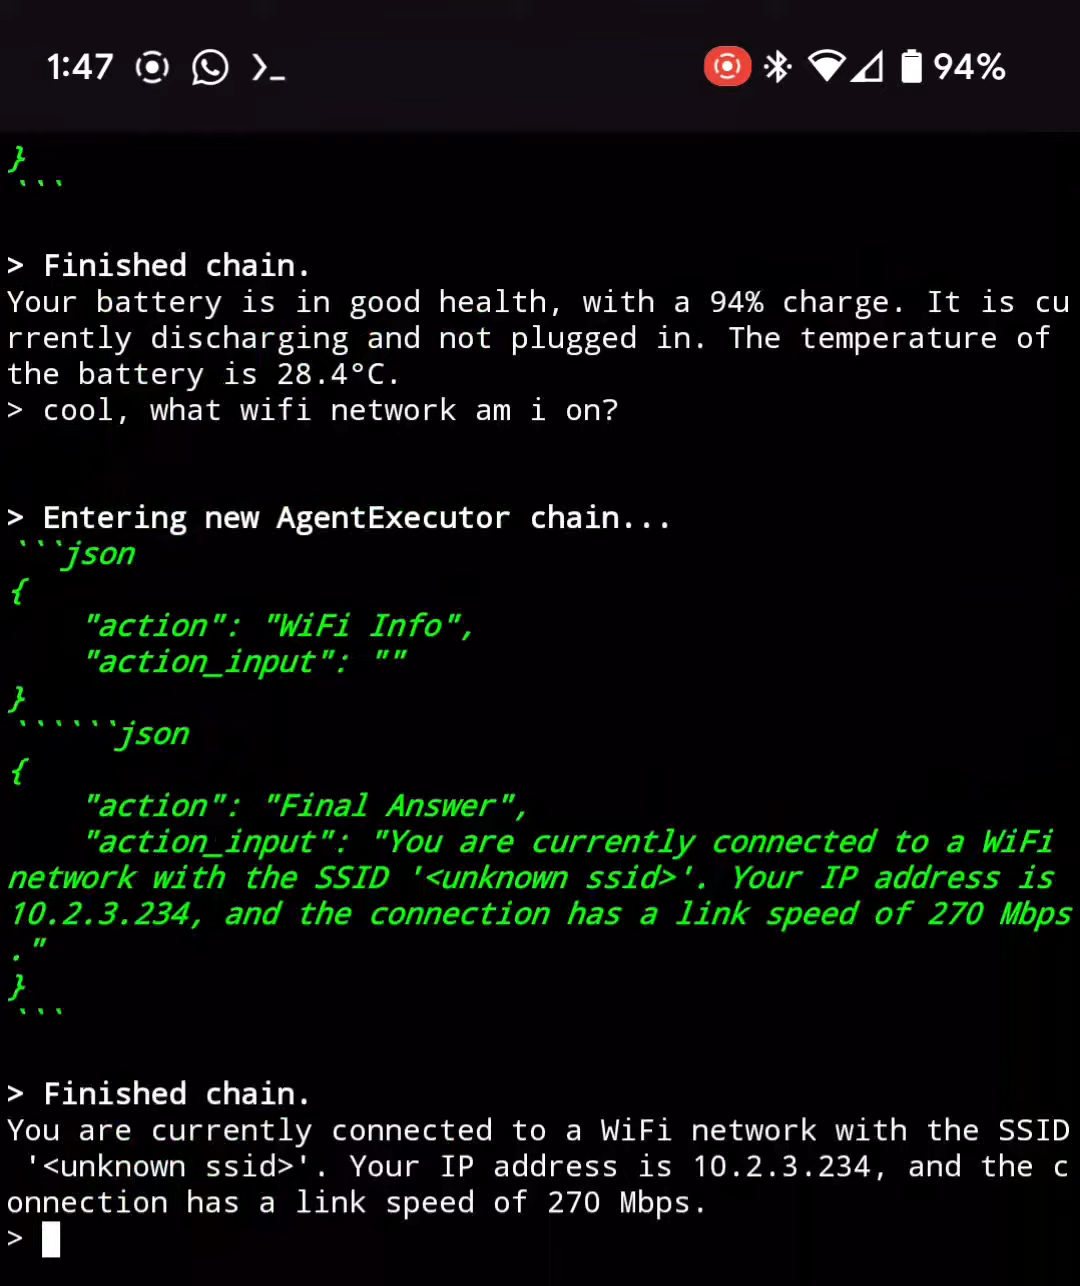 1:47 94%
}
```
> Finished chain.
Your battery is in good health, with a 94% charge. It is cu
rrently discharging and not plugged in. The temperature of
the battery is 28.4°C.
> cool, what wifi network am i on?
> Entering new AgentExecutor chain...
```json
{
    "action": "WiFi Info",
    "action_input": ""
}
``````json
{
    "action": "Final Answer",
    "action_input": "You are currently connected to a WiFi
network with the SSID '<unknown ssid>'. Your IP address is
10.2.3.234, and the connection has a link speed of 270 Mbps
."
}
```
> Finished chain.
You are currently connected to a WiFi network with the SSID
 '<unknown ssid>'. Your IP address is 10.2.3.234, and the c
onnection has a link speed of 270 Mbps.
>